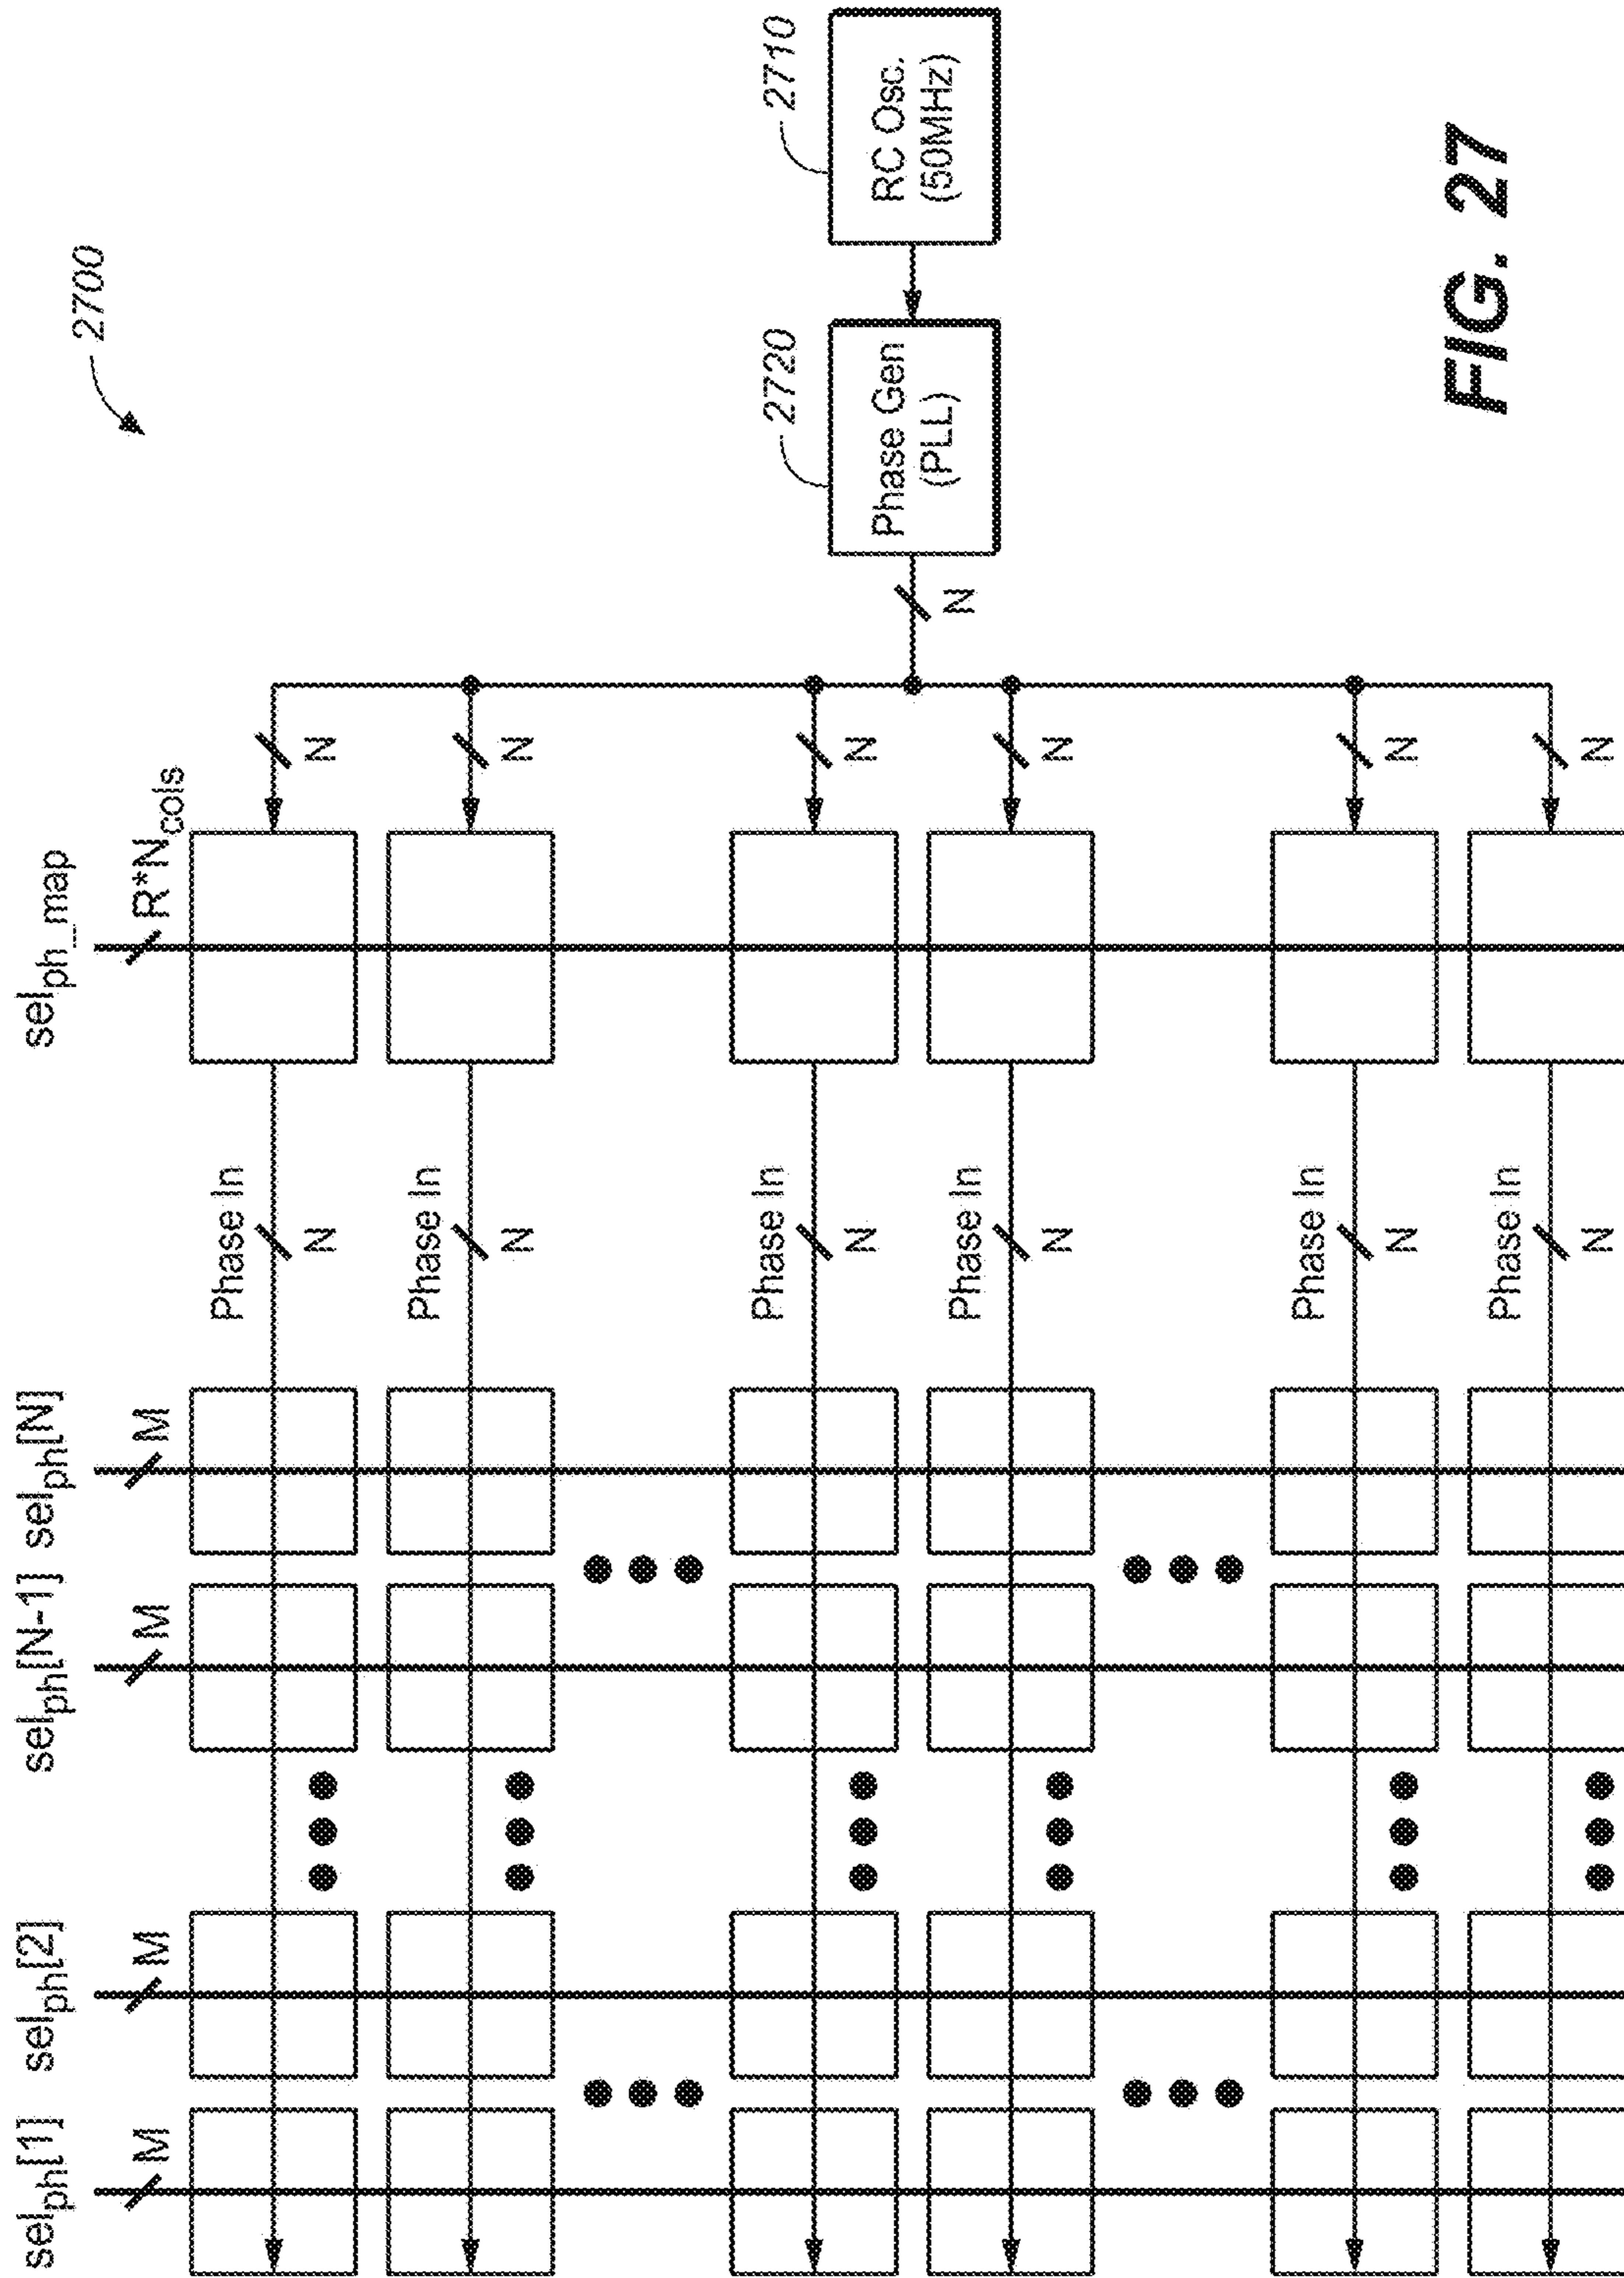 sel_ph[1] sel_ph[2] sel_ph[N-1] sel_ph[N] sel_ph_map
2700
M M M M R*N_cols
Phase In
N N
Phase In
N N
Phase In
2720 2710
N N
Phase Gen
(PLL)
RC Osc.
(50MHz)
N
Phase In
N N
Phase In
N N
Phase In
N N
FIG. 27